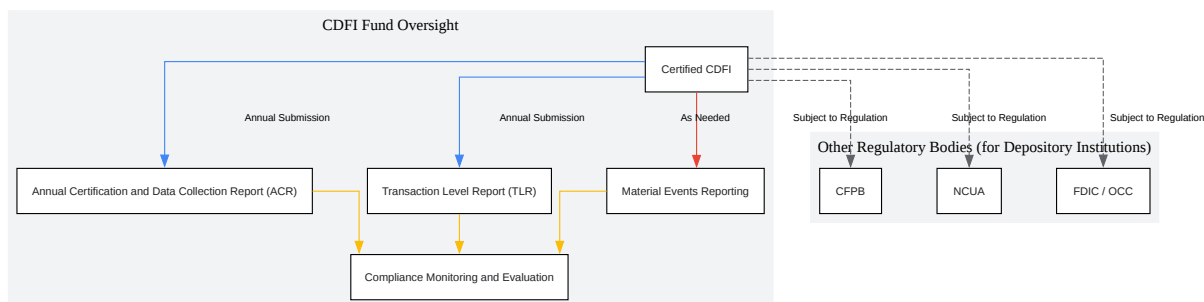 CDFI Fund Oversight
Certified CDFI
Annual Submission
Annual Submission
As Needed
Subject to Regulation
Subject to Regulation
Subject to Regulation
Other Regulatory Bodies (for Depository Institutions)
Annual Certification and Data Collection Report (ACR)
Transaction Level Report (TLR)
Material Events Reporting
CFPB
NCUA
FDIC / OCC
Compliance Monitoring and Evaluation